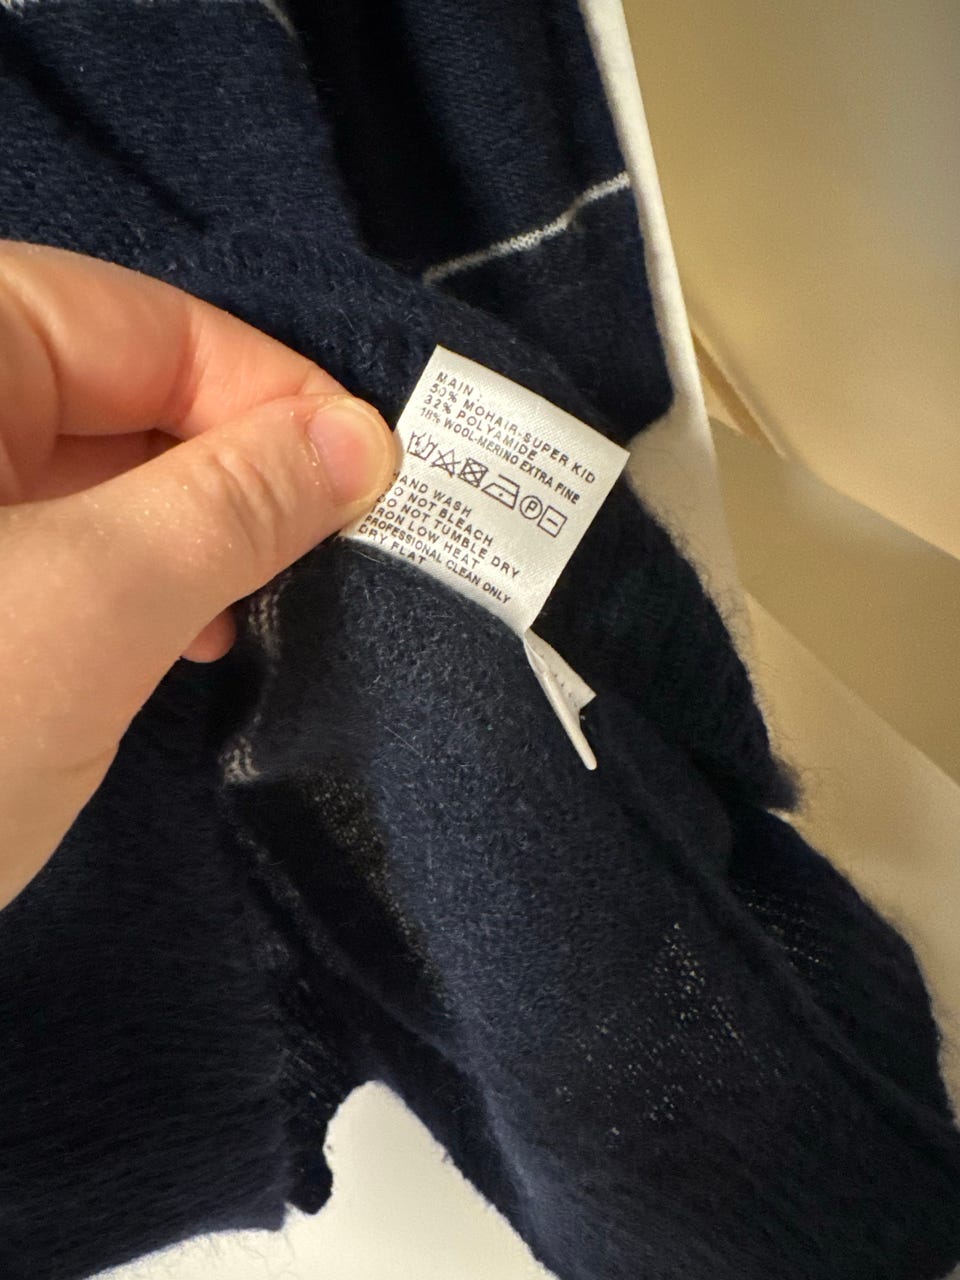 MAIN:
50% MOHAIR-SUPER KID
32% POLYAMIDE
18% WOOL-MERINO EXTRA FINE
P
HAND WASH
DO NOT BLEACH
DO NOT TUMBLE DRY
IRON LOW HEAT
PROFESSIONAL CLEAN ONLY
DRY FLAT